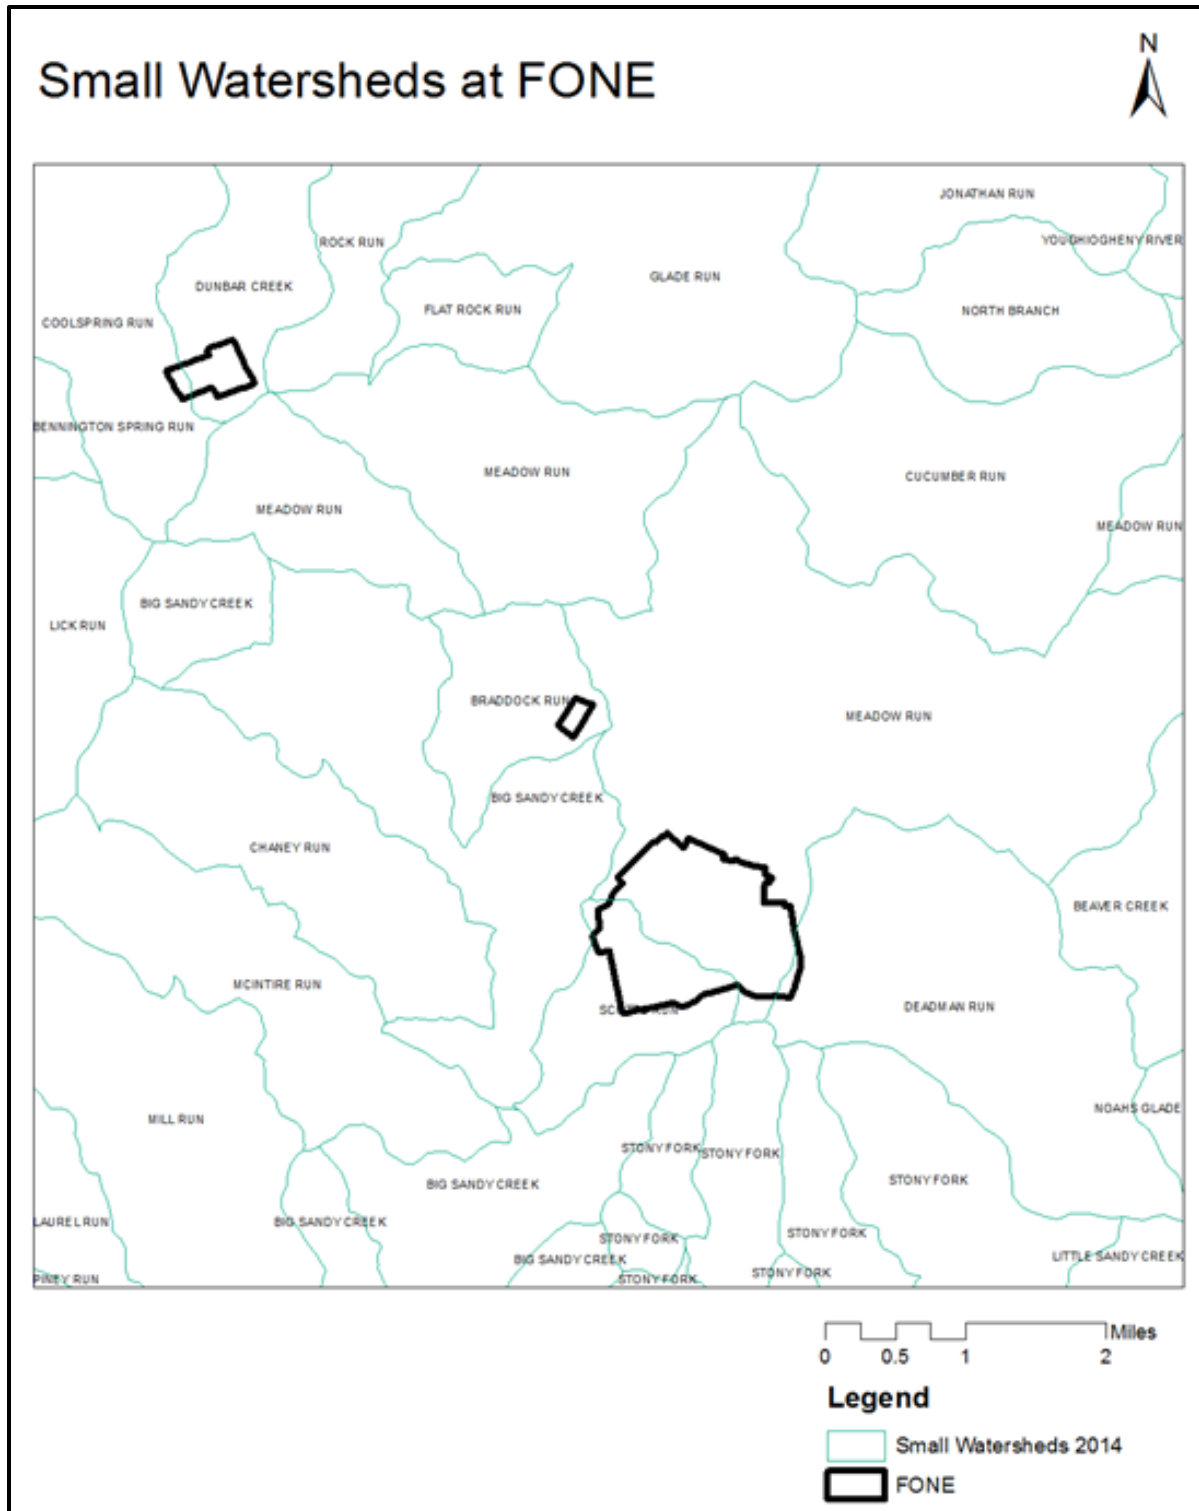 N
Small Watersheds at FONE
JONATHAN RUN
ROCK RUN
YOUGHIOGHENY RIVER
GLADE RUN
DUNBAR CREEK
FLAT ROCK RUN
NORTH BRANCH
COOLSPRING RUN
BENNINGTON SPRING RUN
MEADOW RUN
CUCUMBER RUN
MEADOW RUN
MEADOW RUN
BIG SANDY CREEK
LICK RUN
BRADDOCK RUN
MEADOW RUN
BIG SANDY CREEK
CHANEY RUN
BEAVER CREEK
MCINTIRE RUN
DEADMAN RUN
RUN
NOAHS GLADE
MILL RUN
STONY FORK
STONY FORK
STONY FORK
BIG SANDY CREEK
LAUREL RUN
BIG SANDY CREEK
STONY FORK
STONY FORK
LITTLE SANDY CREEK
BIG SANDY CREEK
STONY FORK
PINEY RUN
STONY FORK
Miles
0 0.5 1 2
Legend
Small Watersheds 2014
FONE